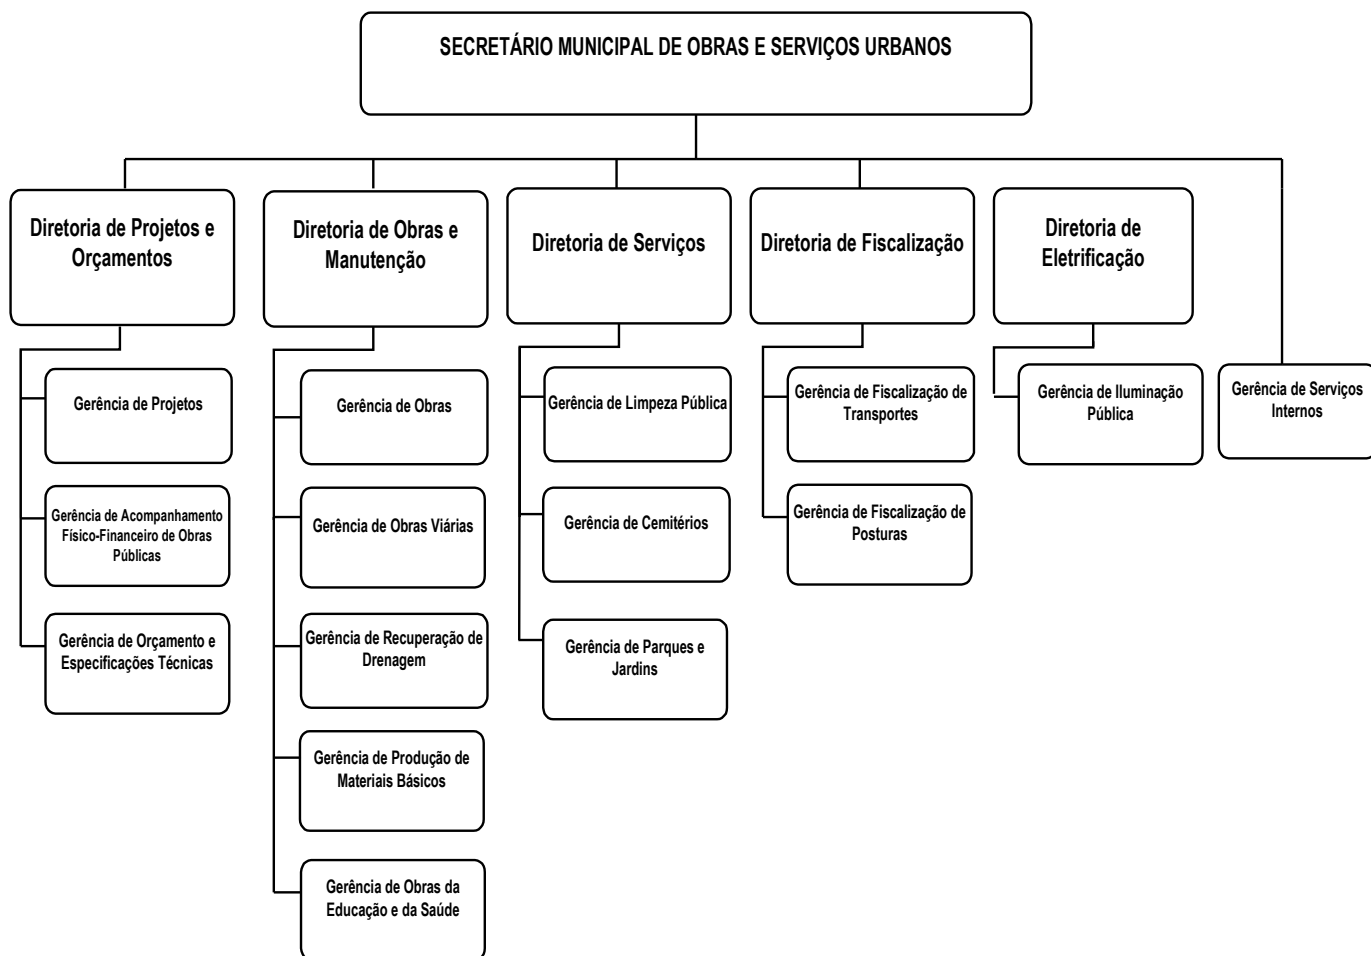 SECRETÁRIO MUNICIPAL DE OBRAS E SERVIÇOS URBANOS
Diretoria de Projetos e
Orçamentos
Diretoria de Obras e
Manutenção
Diretoria de Serviços
Diretoria de Fiscalização
Diretoria de
Eletrificação
Gerência de Projetos
Gerência de Acompanhamento
Físico-Financeiro de Obras
Públicas
Gerência de Orçamento e
Especificações Técnicas
Gerência de Obras
Gerência de Obras Viárias
Gerência de Recuperação de
Drenagem
Gerência de Produção de
Materiais Básicos
Gerência de Obras da
Educação e da Saúde
Gerência de Limpeza Pública
Gerência de Cemitérios
Gerência de Parques e
Jardins
Gerência de Fiscalização de
Transportes
Gerência de Fiscalização de
Posturas
Gerência de Iluminação
Pública
Gerência de Serviços
Internos